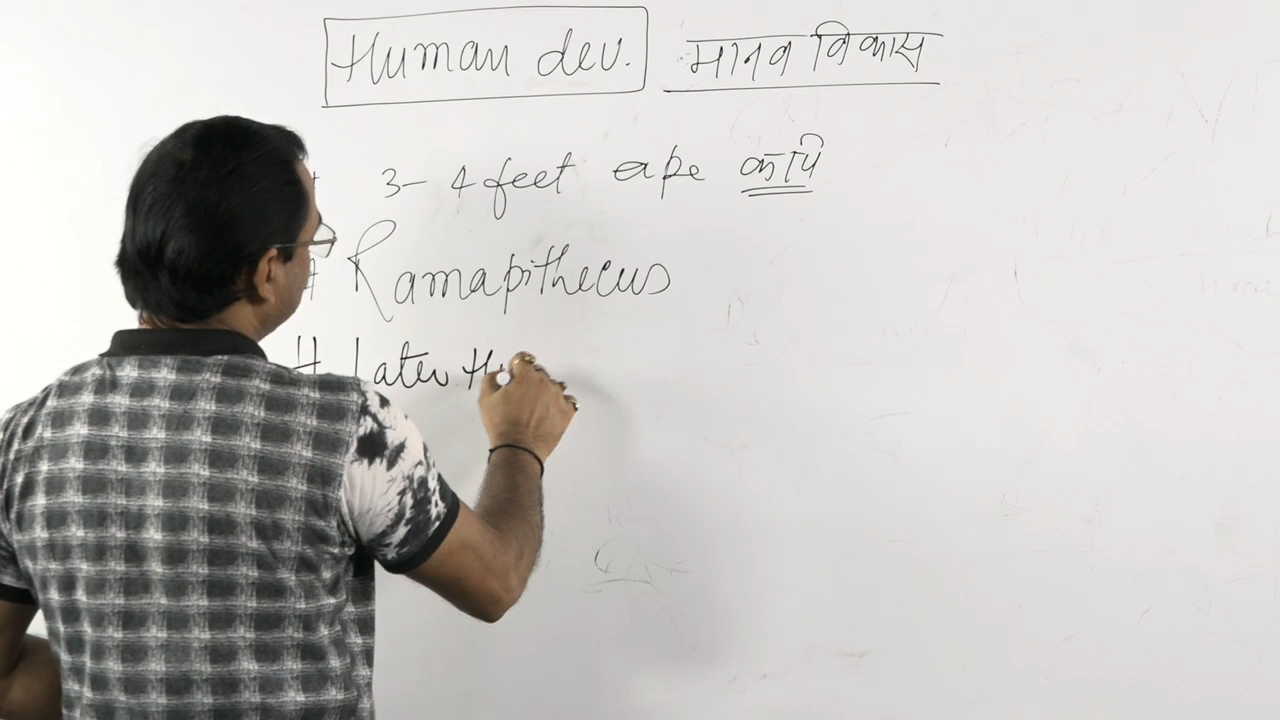 Human dev. मानव विकास
# 3-4 feet ape कपि
# Ramapithecus
# Later